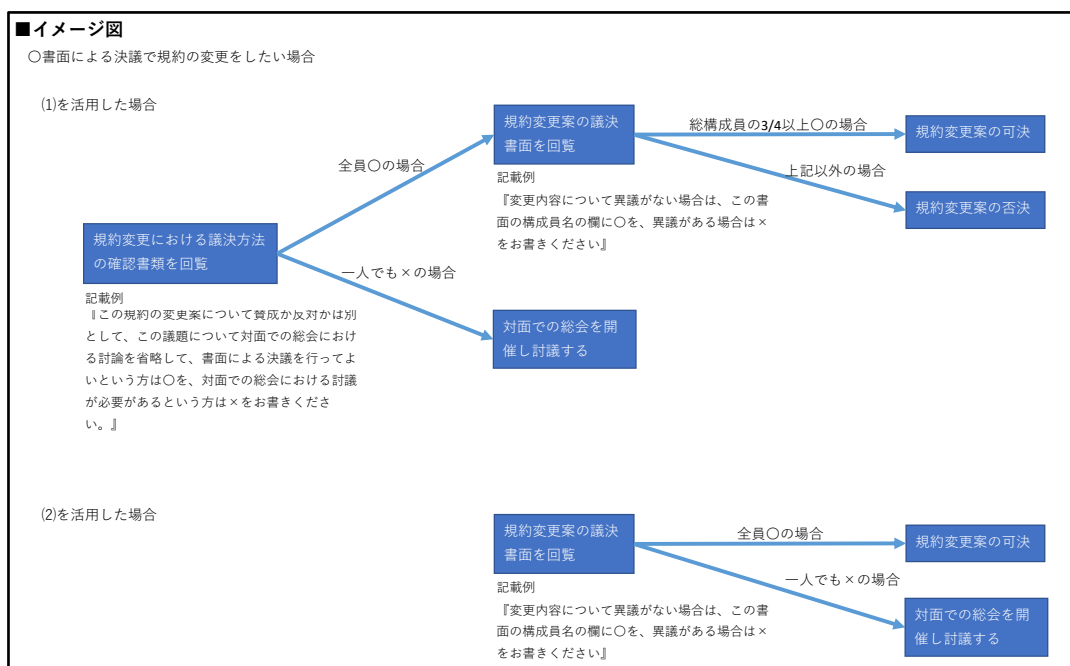 ■イメージ図
〇書面による決議で規約の変更をしたい場合
⑴を活用した場合
規約変更案の議決
書面を回覧
総構成員の3/4以上〇の場合
規約変更案の可決
全員〇の場合
上記以外の場合
記載例
『変更内容について異議がない場合は、この書
面の構成員名の欄に〇を、異議がある場合は×
をお書きください』
規約変更案の否決
規約変更における議決方法
の確認書類を回覧
一人でも×の場合
記載例
『この規約の変更案について賛成か反対かは別
として、この議題について対面での総会におけ
る討論を省略して、書面による決議を行ってよ
いという方は〇を、対面での総会における討議
が必要があるという方は×をお書きくださ
い。』
対面での総会を開
催し討議する
⑵を活用した場合
規約変更案の議決
書面を回覧
全員〇の場合
規約変更案の可決
一人でも×の場合
記載例
『変更内容について異議がない場合は、この書
面の構成員名の欄に〇を、異議がある場合は×
をお書きください』
対面での総会を開
催し討議する